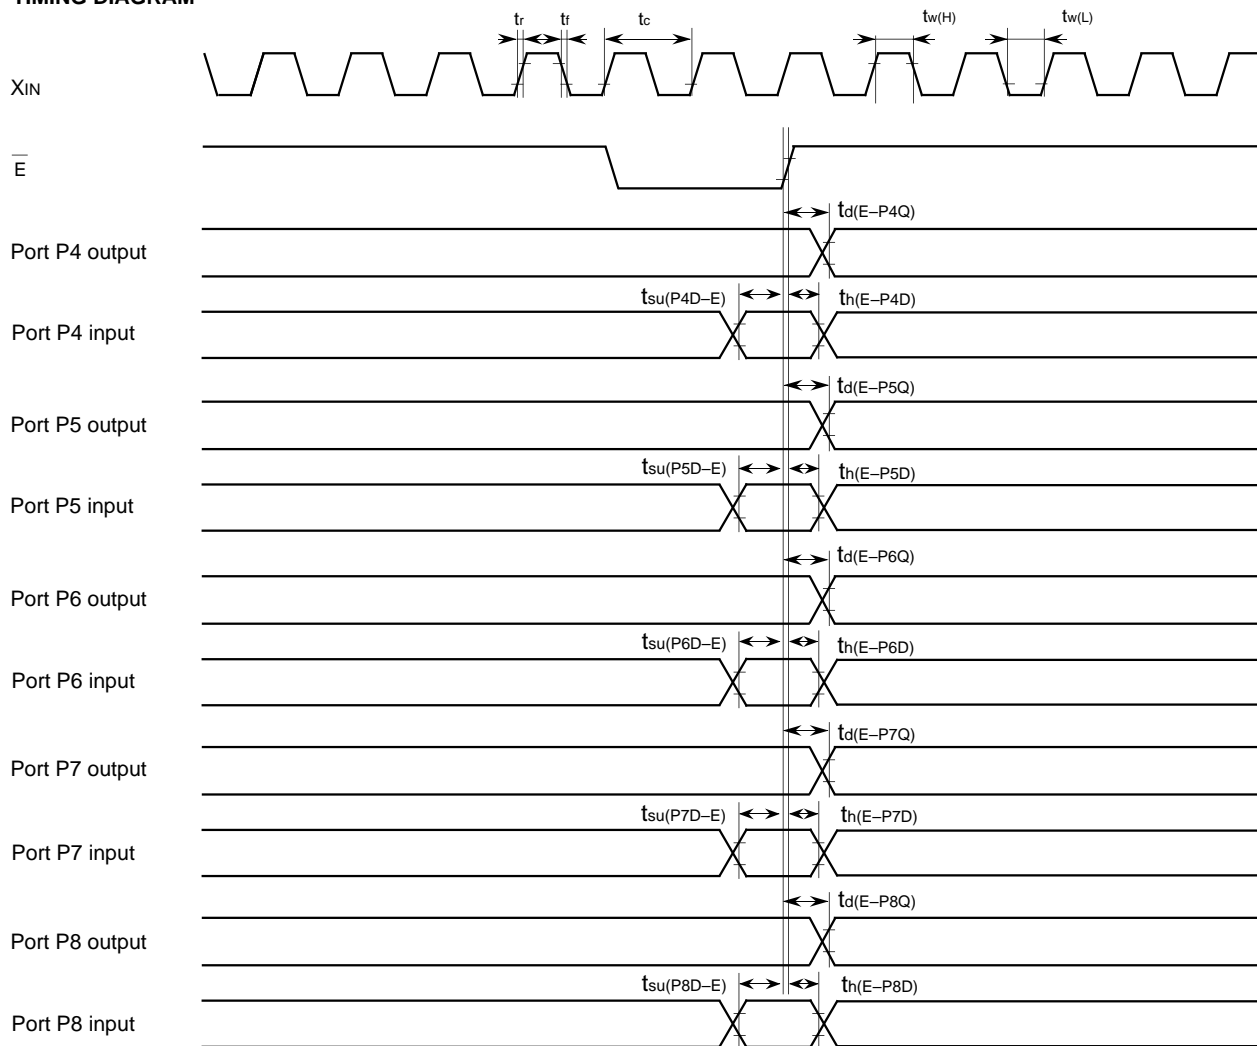 TIMING DIAGRAM
tr tf tc tw(H) tw(L)
XIN
E
td(E–P4Q)
Port P4 output
tsu(P4D–E) th(E–P4D)
Port P4 input
td(E–P5Q)
Port P5 output
tsu(P5D–E) th(E–P5D)
Port P5 input
td(E–P6Q)
Port P6 output
tsu(P6D–E) th(E–P6D)
Port P6 input
td(E–P7Q)
Port P7 output
tsu(P7D–E) th(E–P7D)
Port P7 input
td(E–P8Q)
Port P8 output
tsu(P8D–E) th(E–P8D)
Port P8 input